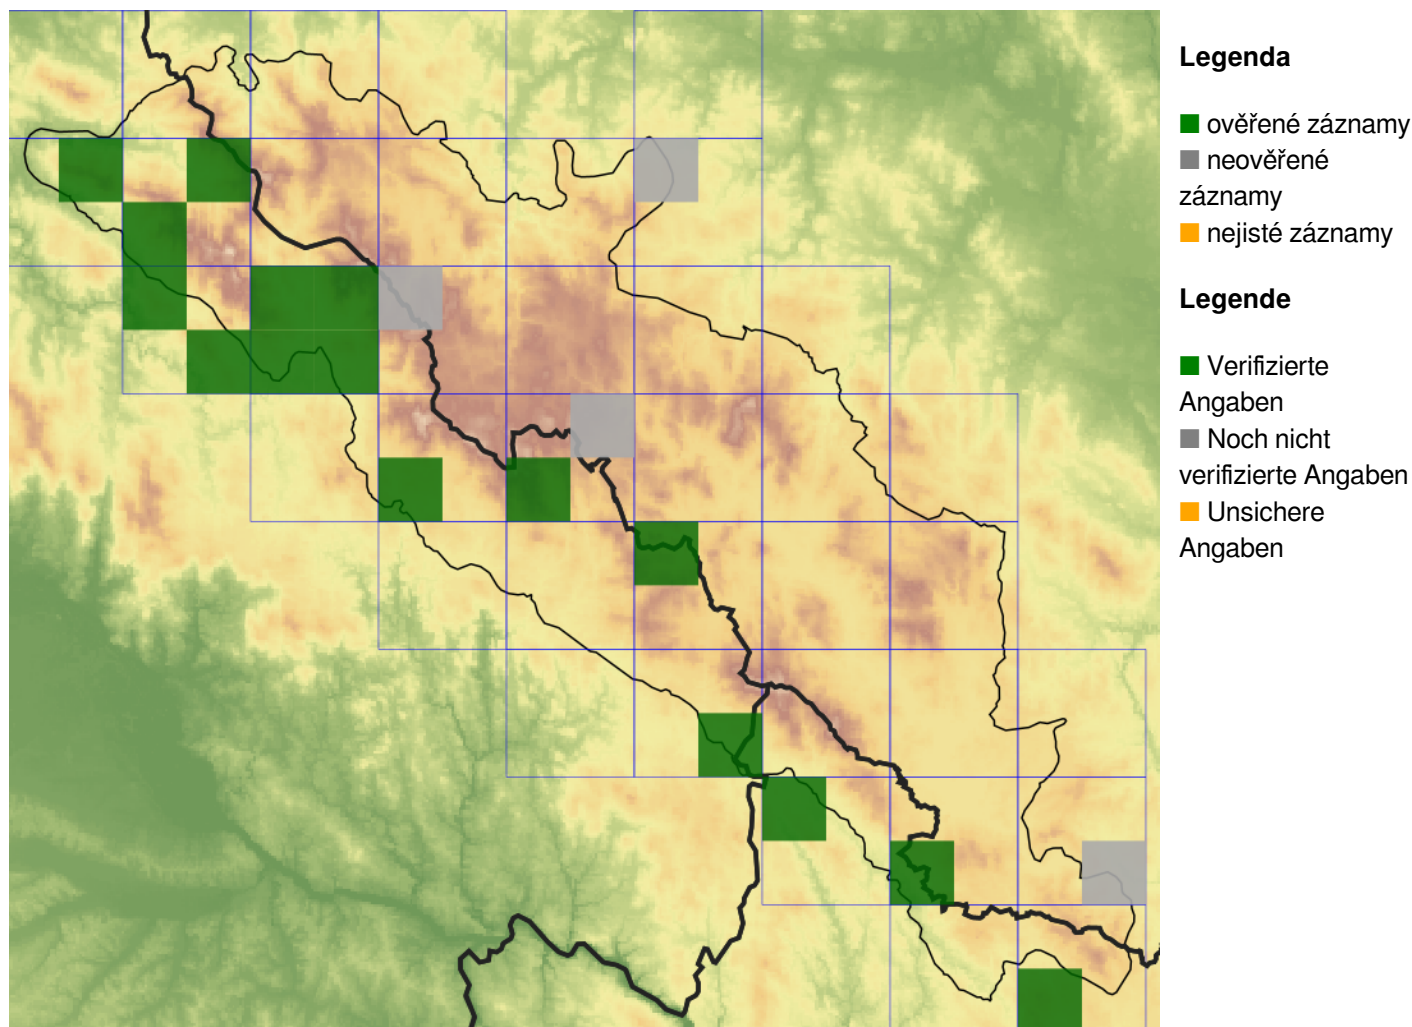 Legenda
ověřené záznamy
neověřené
záznamy
nejisté záznamy
Legende
Verifizierte
Angaben
Noch nicht
verifizierte Angaben
Unsichere
Angaben